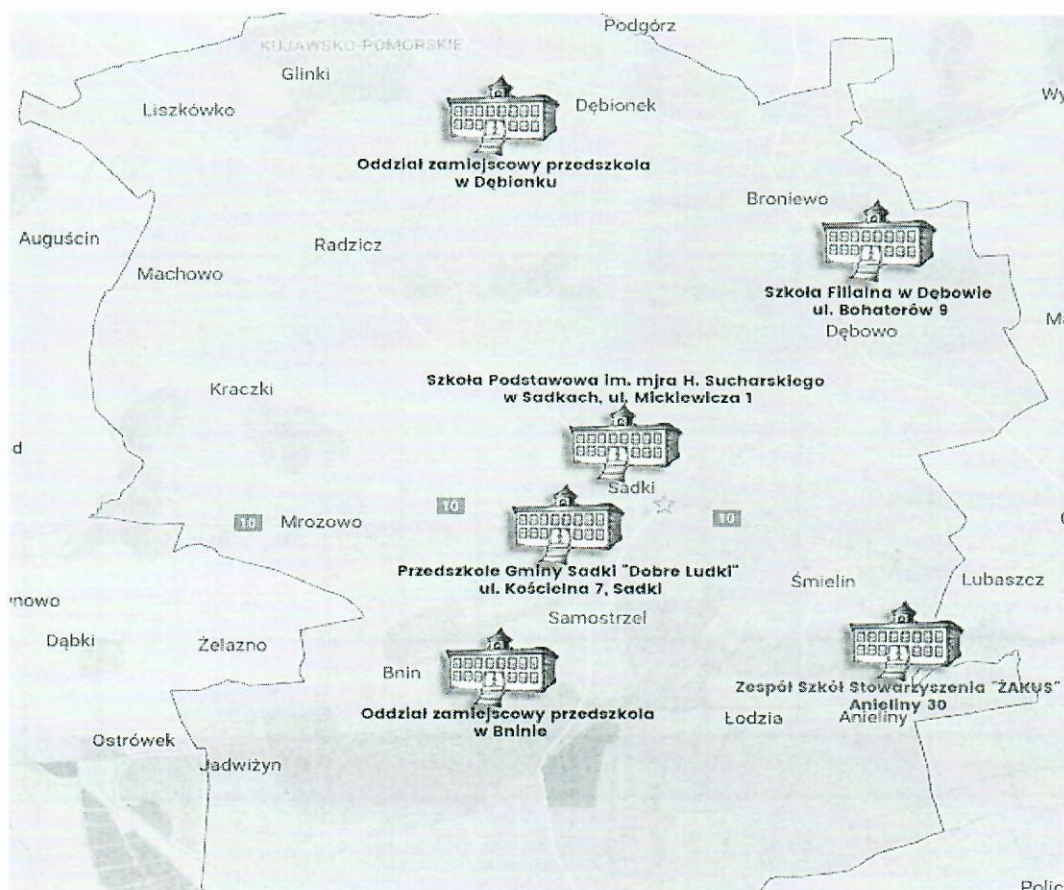 Podgórz
KUJAWSKO-POMORSKIE
Glinki
Liszkówko
Dębionek
Wy
Oddział zamiejscowy przedszkola
w Dębionku
Broniewo
Auguścin
Radzicz
Machowo
Szkoła Filialna w Dębowie
ul. Bohaterów 9
Dębowo
Szkoła Podstawowa im. mjra H. Sucharskiego
w Sadkach, ul. Mickiewicza 1
Kraczki
d
Sadki
10
10
10
Mrozowo
Przedszkole Gminy Sadki "Dobre Ludki"
ul. Kościelna 7, Sadki
Śmielin
Lubaszcz
ynowo
Samostrzel
Dąbki
Żelazno
Bnin
Zespół Szkół Stowarzyszenia "ŻAKUS"
Anieliny 30
Oddział zamiejscowy przedszkola
w Bninie
Łodzia
Anieliny
Ostrówek
Jadwiżyn